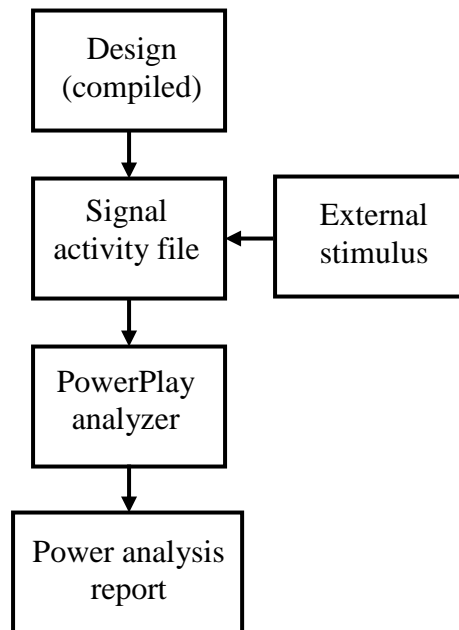 Design
(compiled)
Signal
activity file
External
stimulus
PowerPlay
analyzer
Power analysis
report